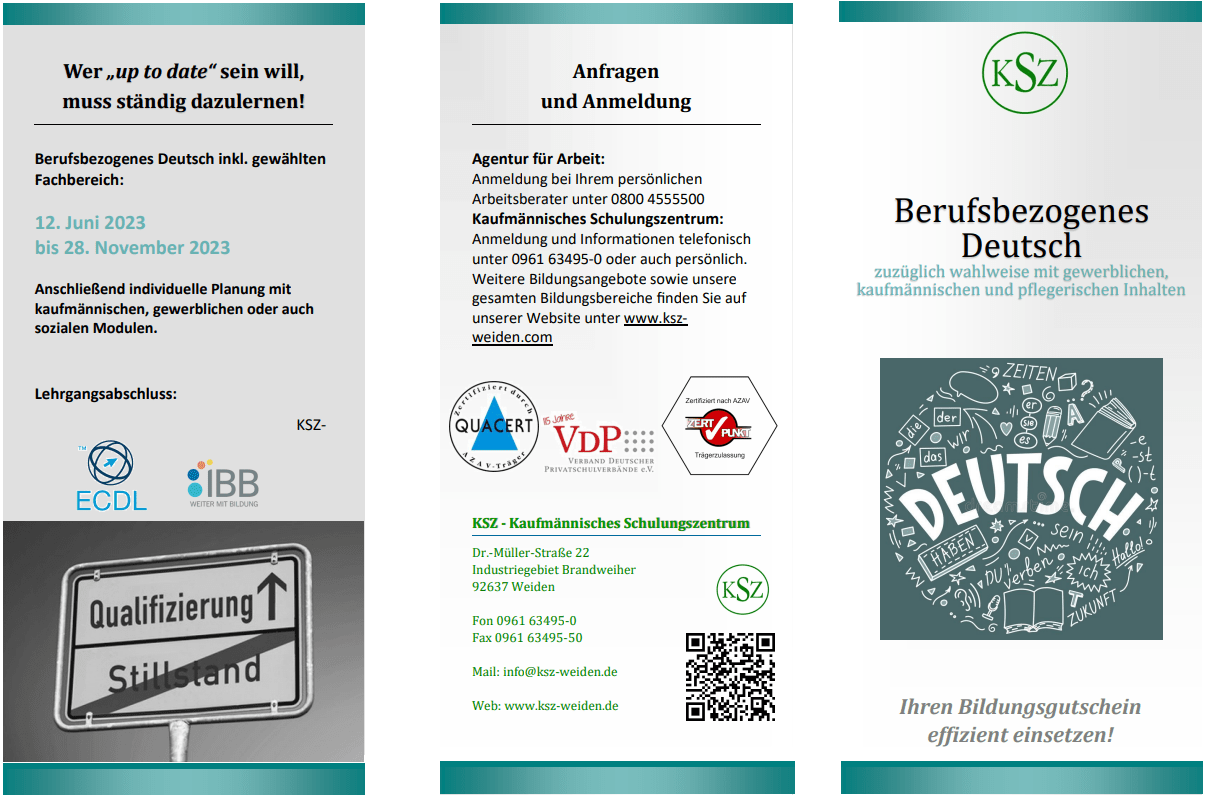 Wer „up to date“ sein will,
muss ständig dazulernen!
Berufsbezogenes Deutsch inkl. gewählten
Fachbereich:
12. Juni 2023
bis 28. November 2023
Anschließend individuelle Planung mit
kaufmännischen, gewerblichen oder auch
sozialen Modulen.
Lehrgangsabschluss:
KSZ-
TM
ECDL
iBB
WEITER MIT BILDUNG
Qualifizierung
Stillstand
Anfragen
und Anmeldung
Agentur für Arbeit:
Anmeldung bei Ihrem persönlichen
Arbeitsberater unter 0800 4555500
Kaufmännisches Schulungszentrum:
Anmeldung und Informationen telefonisch
unter 0961 63495-0 oder auch persönlich.
Weitere Bildungsangebote sowie unsere
gesamten Bildungsbereiche finden Sie auf
unserer Website unter www.ksz-
weiden.com
Zertifiziert durch
QUACERT
AZAV-Träger
15 Jahre
VDP
VERBAND DEUTSCHER
PRIVATSCHULVERBÄNDE e.V.
Zertifiziert nach AZAV
ZERT PUNKT
Trägerzulassung
KSZ - Kaufmännisches Schulungszentrum
Dr.-Müller-Straße 22
Industriegebiet Brandweiher
92637 Weiden
KSZ
Fon 0961 63495-0
Fax 0961 63495-50
Mail: info@ksz-weiden.de
Web: www.ksz-weiden.de
KSZ
Berufsbezogenes
Deutsch
zuzüglich wahlweise mit gewerblichen,
kaufmännischen und pflegerischen Inhalten
ZEITEN
der
er
sie
es
A
die
wir
das
-e
-st
(-)-t
DEUTSCH
HABEN
sein
Hallo!
DU
verben
ich
T
ZUKUNFT
Ihren Bildungsgutschein
effizient einsetzen!